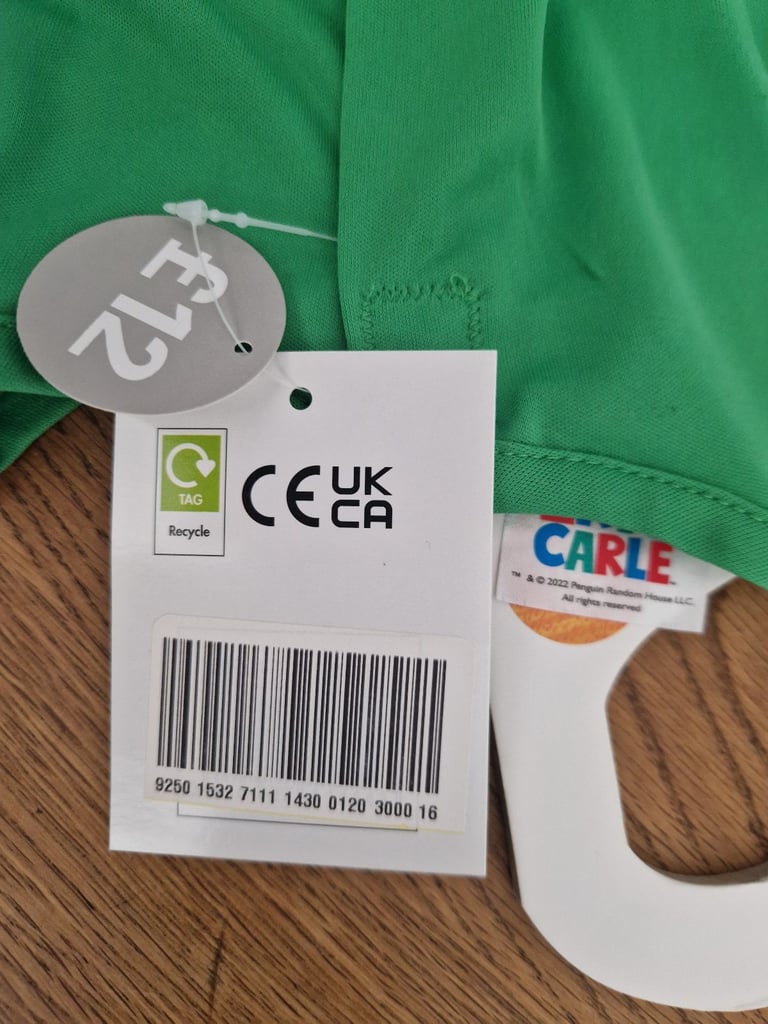 £12
TAG
Recycle
CE UK
CA
CARLE™
™ & © 2022 Penguin Random House LLC.
All rights reserved
9250 1532 7111 1430 0120 3000 16